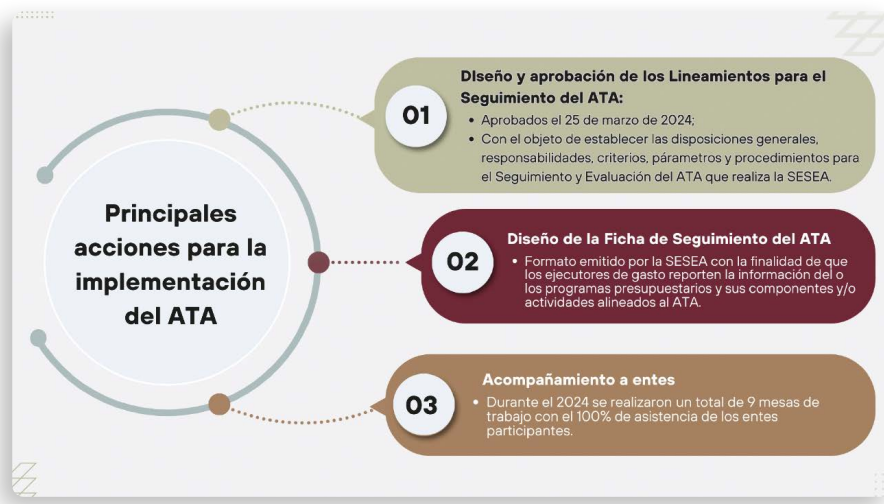 Principales
acciones para la
implementación
del ATA
01
DIseño y aprobación de los Lineamientos para el
Seguimiento del ATA:
• Aprobados el 25 de marzo de 2024;
• Con el objeto de establecer las disposiciones generales,
responsabilidades, criterios, párametros y procedimientos para
el Seguimiento y Evaluación del ATA que realiza la SESEA.
02
Diseño de la Ficha de Seguimiento del ATA
• Formato emitido por la SESEA con la finalidad de que
los ejecutores de gasto reporten la información del o
los programas presupuestarios y sus componentes y/o
actividades alineados al ATA.
03
Acompañamiento a entes
• Durante el 2024 se realizaron un total de 9 mesas de
trabajo con el 100% de asistencia de los entes
participantes.